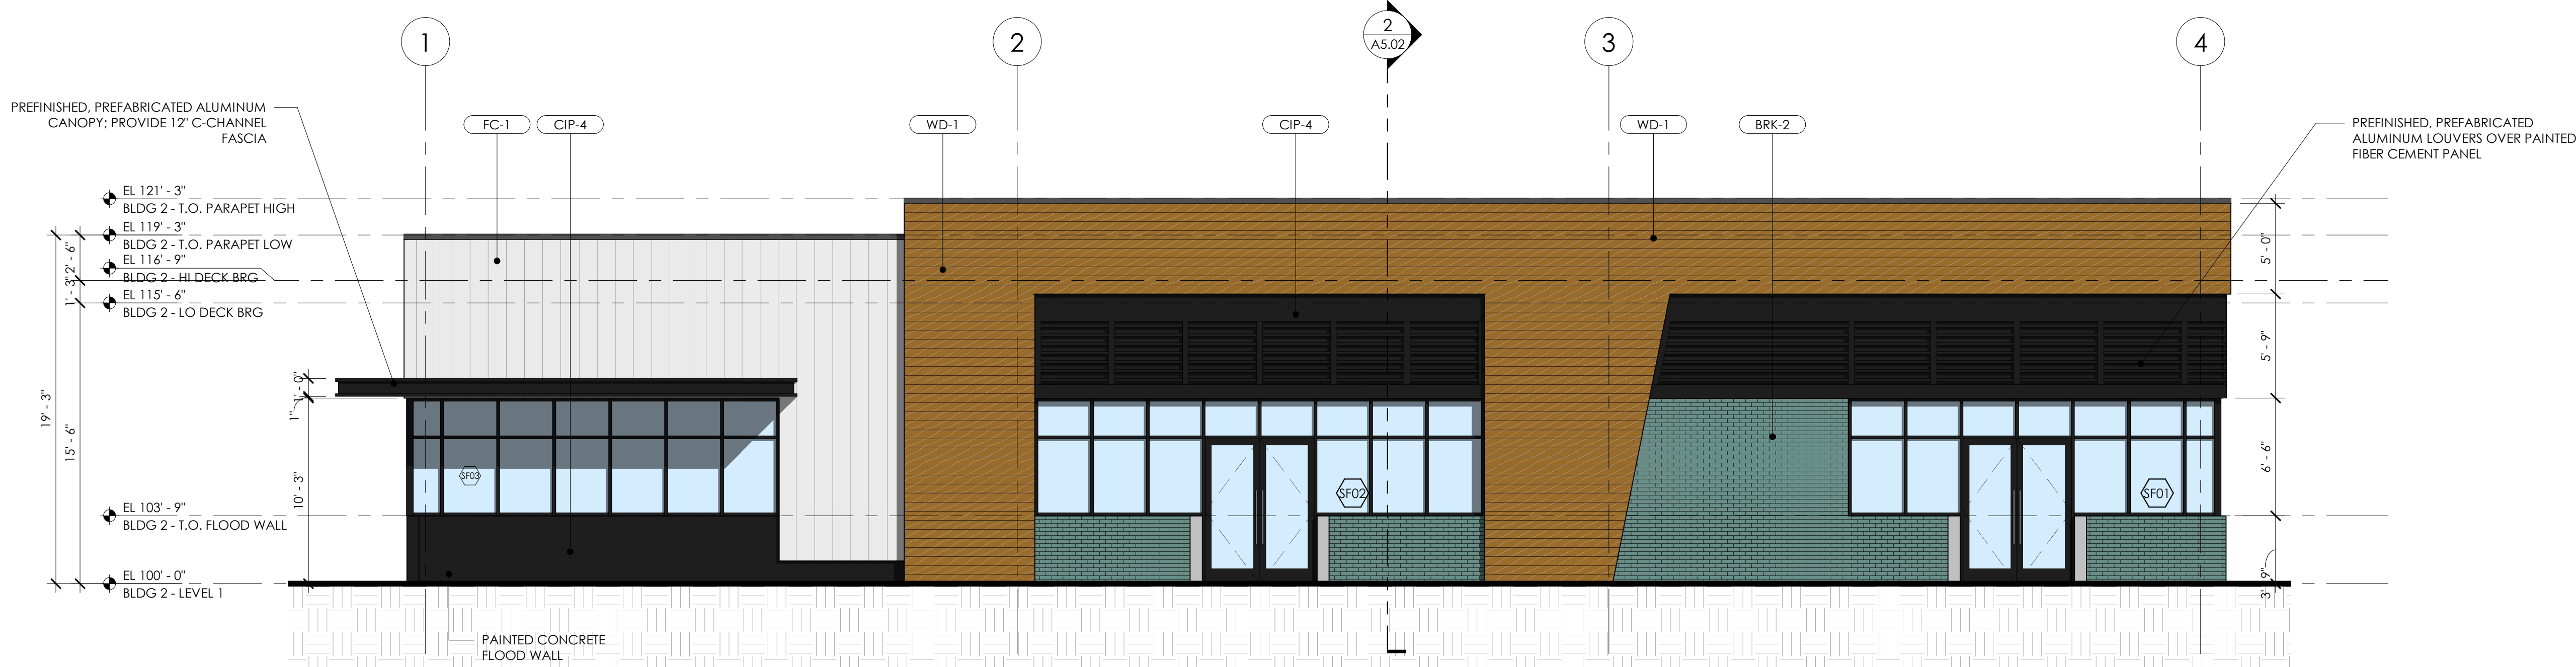 1
2
2
A5.02
3
4
PREFINISHED, PREFABRICATED ALUMINUM
CANOPY; PROVIDE 12" C-CHANNEL
FASCIA
FC-1
CIP-4
WD-1
CIP-4
WD-1
BRK-2
PREFINISHED, PREFABRICATED
ALUMINUM LOUVERS OVER PAINTED
FIBER CEMENT PANEL
EL 121' - 3"
BLDG 2 - T.O. PARAPET HIGH
EL 119' - 3"
BLDG 2 - T.O. PARAPET LOW
EL 116' - 9"
BLDG 2 - HI DECK BRG
EL 115' - 6"
BLDG 2 - LO DECK BRG
EL 103' - 9"
BLDG 2 - T.O. FLOOD WALL
EL 100' - 0"
BLDG 2 - LEVEL 1
19' - 3"
2' - 6"
1' - 3"
15' - 6"
1' - 0"
1"
10' - 3"
SF03
SF02
SF01
5' - 0"
5' - 9"
6' - 6"
3' - 9"
PAINTED CONCRETE
FLOOD WALL